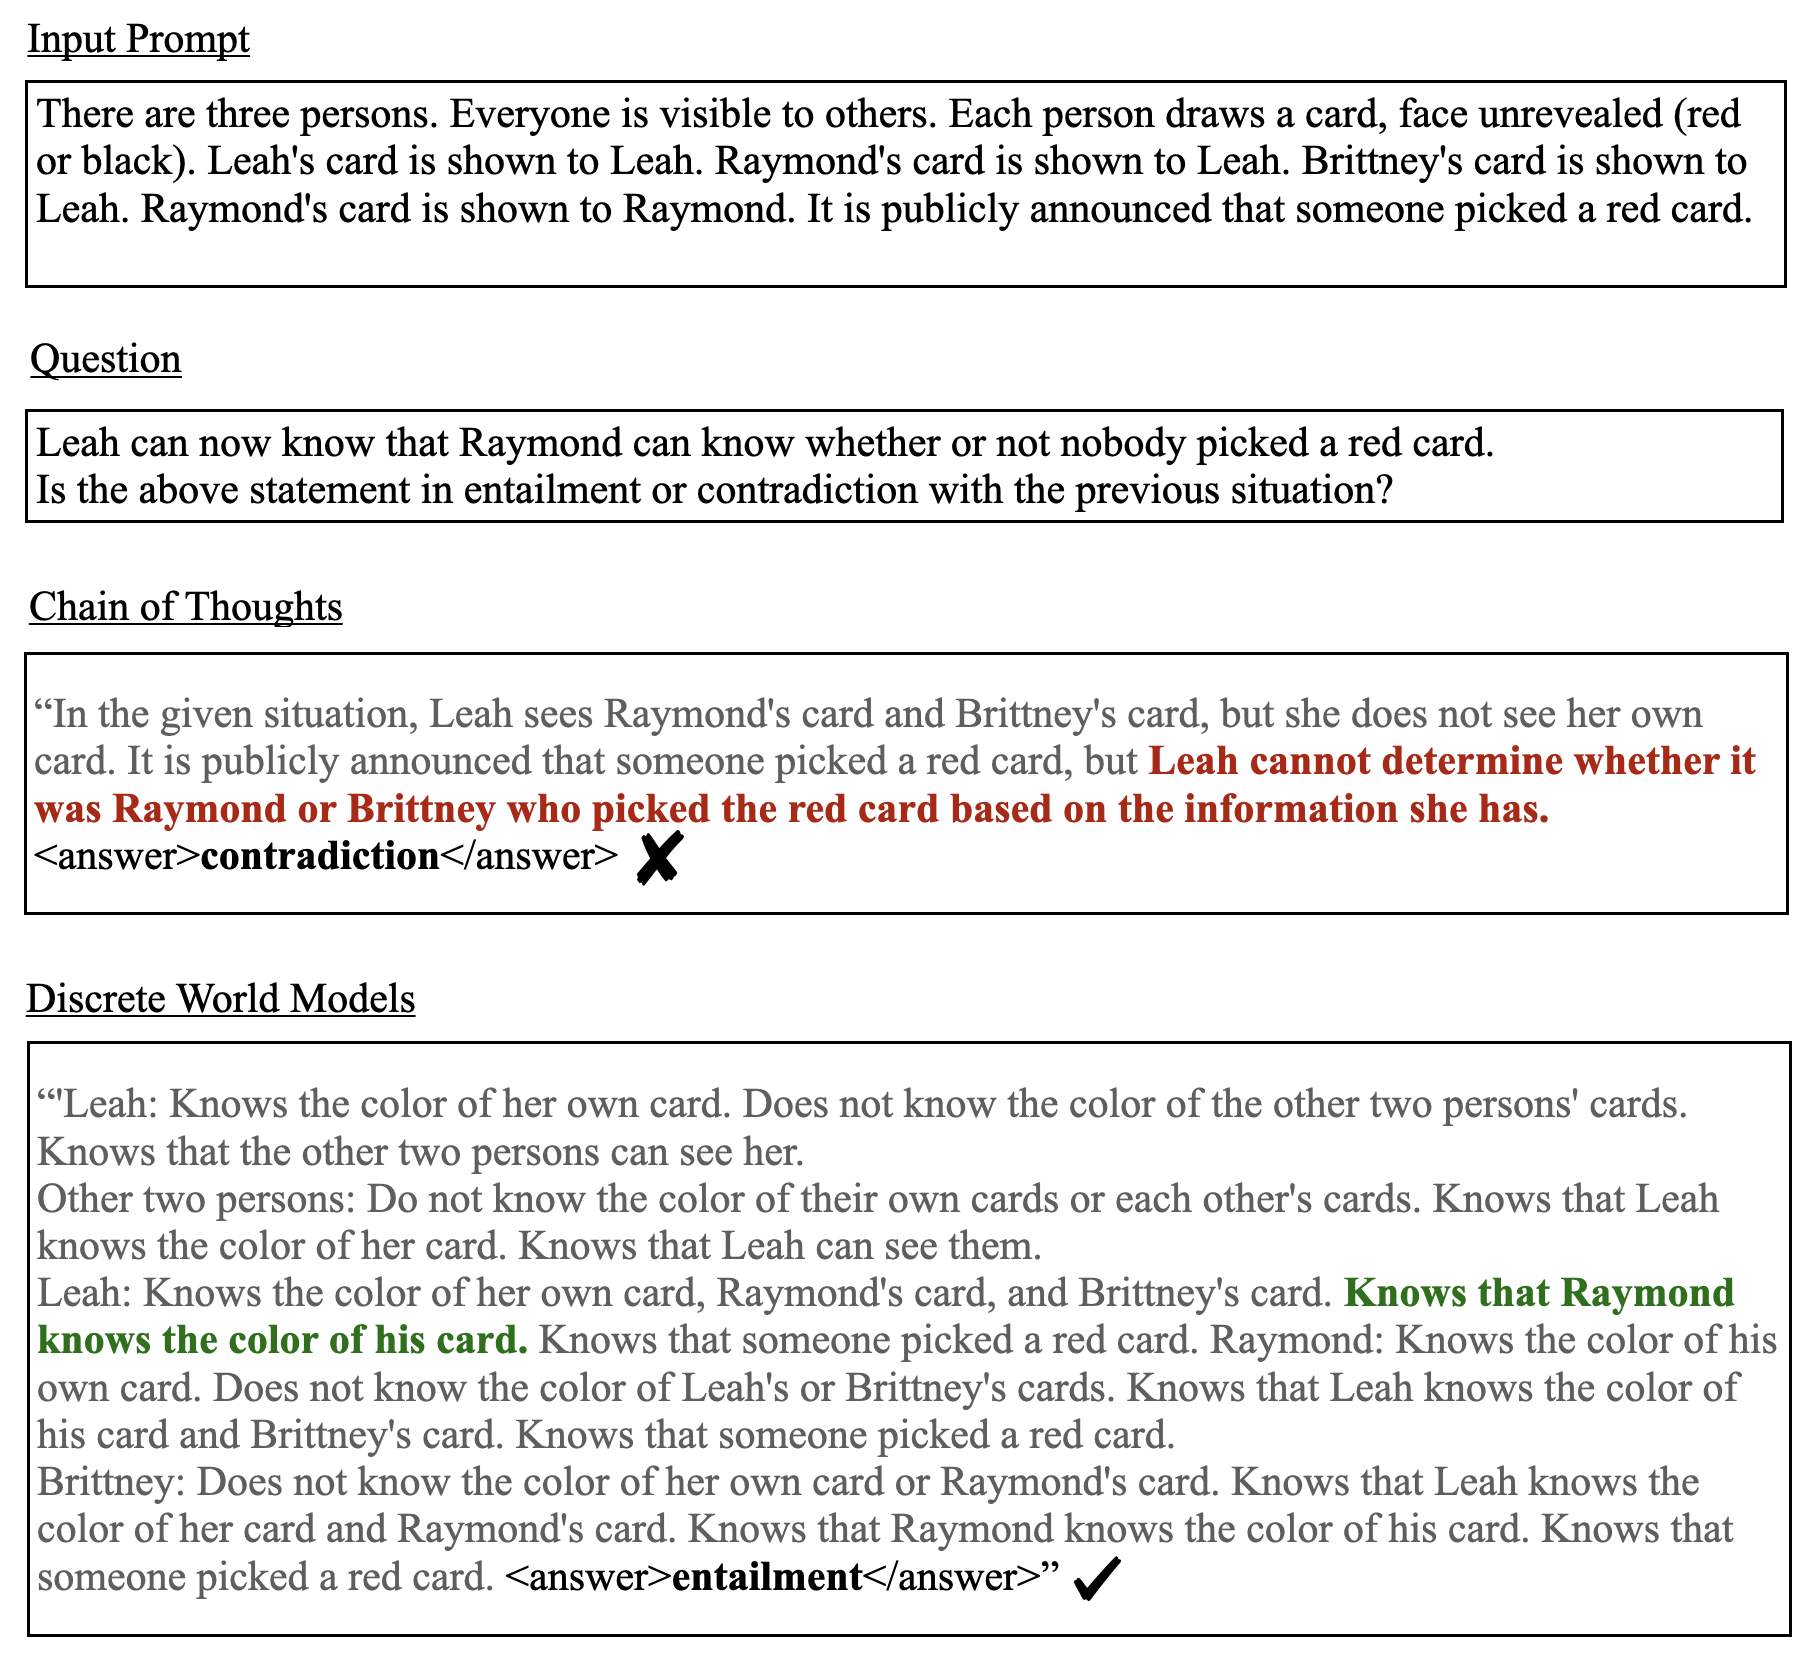 Input Prompt
There are three persons. Everyone is visible to others. Each person draws a card, face unrevealed (red
or black). Leah's card is shown to Leah. Raymond's card is shown to Leah. Brittney's card is shown to
Leah. Raymond's card is shown to Raymond. It is publicly announced that someone picked a red card.
Question
Leah can now know that Raymond can know whether or not nobody picked a red card.
Is the above statement in entailment or contradiction with the previous situation?
Chain of Thoughts
“In the given situation, Leah sees Raymond's card and Brittney's card, but she does not see her own
card. It is publicly announced that someone picked a red card, but Leah cannot determine whether it
was Raymond or Brittney who picked the red card based on the information she has.
<answer>contradiction</answer> ✘
Discrete World Models
“'Leah: Knows the color of her own card. Does not know the color of the other two persons' cards.
Knows that the other two persons can see her.
Other two persons: Do not know the color of their own cards or each other's cards. Knows that Leah
knows the color of her card. Knows that Leah can see them.
Leah: Knows the color of her own card, Raymond's card, and Brittney's card. Knows that Raymond
knows the color of his card. Knows that someone picked a red card. Raymond: Knows the color of his
own card. Does not know the color of Leah's or Brittney's cards. Knows that Leah knows the color of
his card and Brittney's card. Knows that someone picked a red card.
Brittney: Does not know the color of her own card or Raymond's card. Knows that Leah knows the
color of her card and Raymond's card. Knows that Raymond knows the color of his card. Knows that
someone picked a red card. <answer>entailment</answer>” ✓